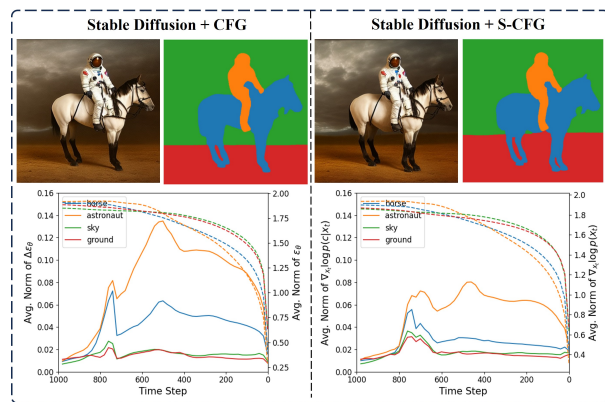 Stable Diffusion + CFG
Stable Diffusion + S-CFG
0.16
0.14
0.12
0.10
0.08
0.06
0.04
0.02
0.00
Avg. Norm of Δϵθ
horse
astronaut
sky
ground
2.00
1.75
1.50
1.25
1.00
0.75
0.50
0.25
Avg. Norm of ϵθ
1000 800 600 400 200 0
Time Step
0.16
0.14
0.12
0.10
0.08
0.06
0.04
0.02
0.00
Avg. Norm of ∇xₜ log p(c|xₜ)
horse
astronaut
sky
ground
2.0
1.8
1.6
1.4
1.2
1.0
0.8
0.6
0.4
Avg. Norm of ∇xₜ log p(xₜ)
1000 800 600 400 200 0
Time Step